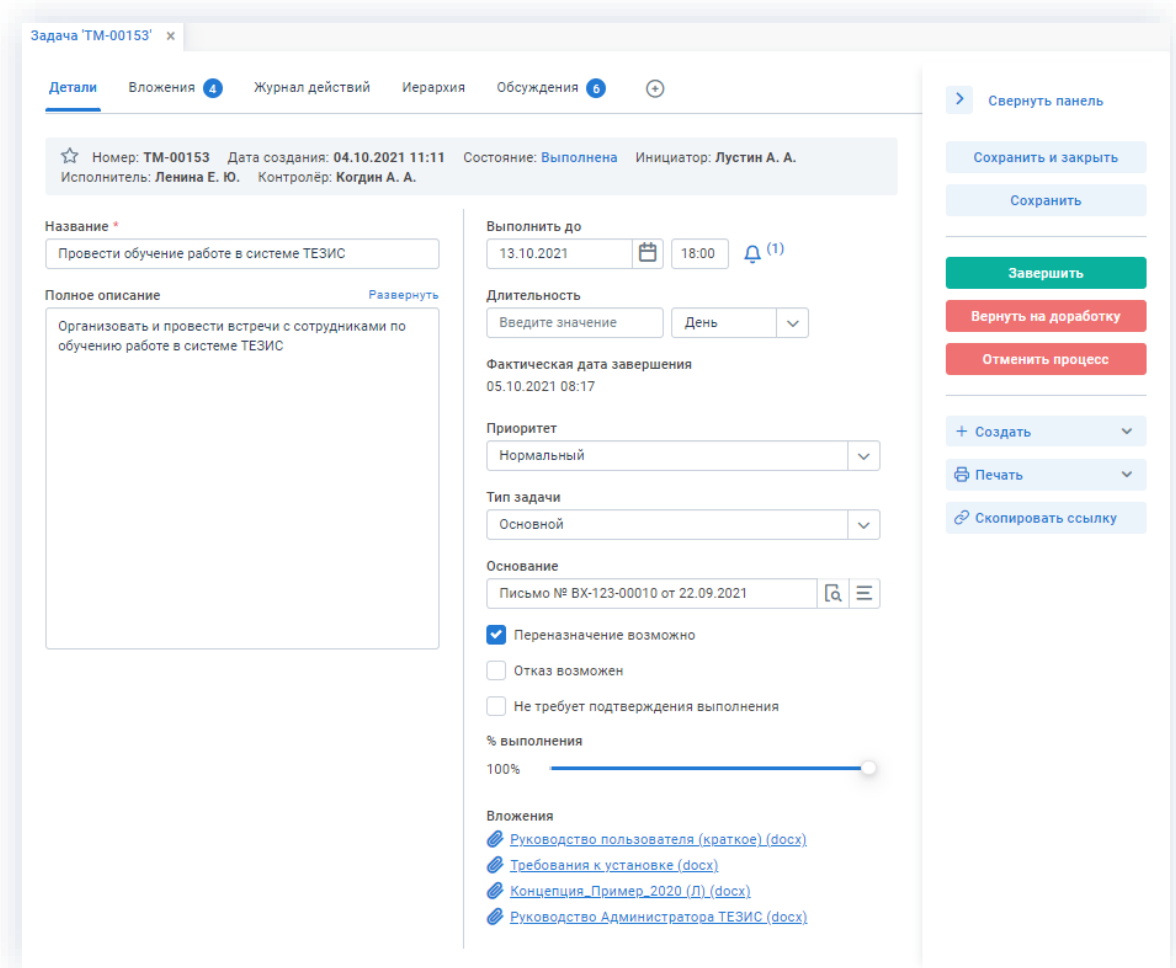 Задача 'ТМ-00153' ×
Детали Вложения 4 Журнал действий Иерархия Обсуждения 6
Номер: ТМ-00153 Дата создания: 04.10.2021 11:11 Состояние: Выполнена Инициатор: Лустин А. А.
Исполнитель: Ленина Е. Ю. Контролёр: Когдин А. А.
Название *
Провести обучение работе в системе ТЕЗИС
Полное описание Развернуть
Организовать и провести встречи с сотрудниками по
обучению работе в системе ТЕЗИС
Выполнить до
13.10.2021 18:00 (1)
Длительность
Введите значение День
Фактическая дата завершения
05.10.2021 08:17
Приоритет
Нормальный
Тип задачи
Основной
Основание
Письмо № ВХ-123-00010 от 22.09.2021
Переназначение возможно
Отказ возможен
Не требует подтверждения выполнения
% выполнения
100%
Вложения
Руководство пользователя (краткое) (docx)
Требования к установке (docx)
Концепция_Пример_2020 (Л) (docx)
Руководство Администратора ТЕЗИС (docx)
Свернуть панель
Сохранить и закрыть
Сохранить
Завершить
Вернуть на доработку
Отменить процесс
+ Создать
Печать
Скопировать ссылку